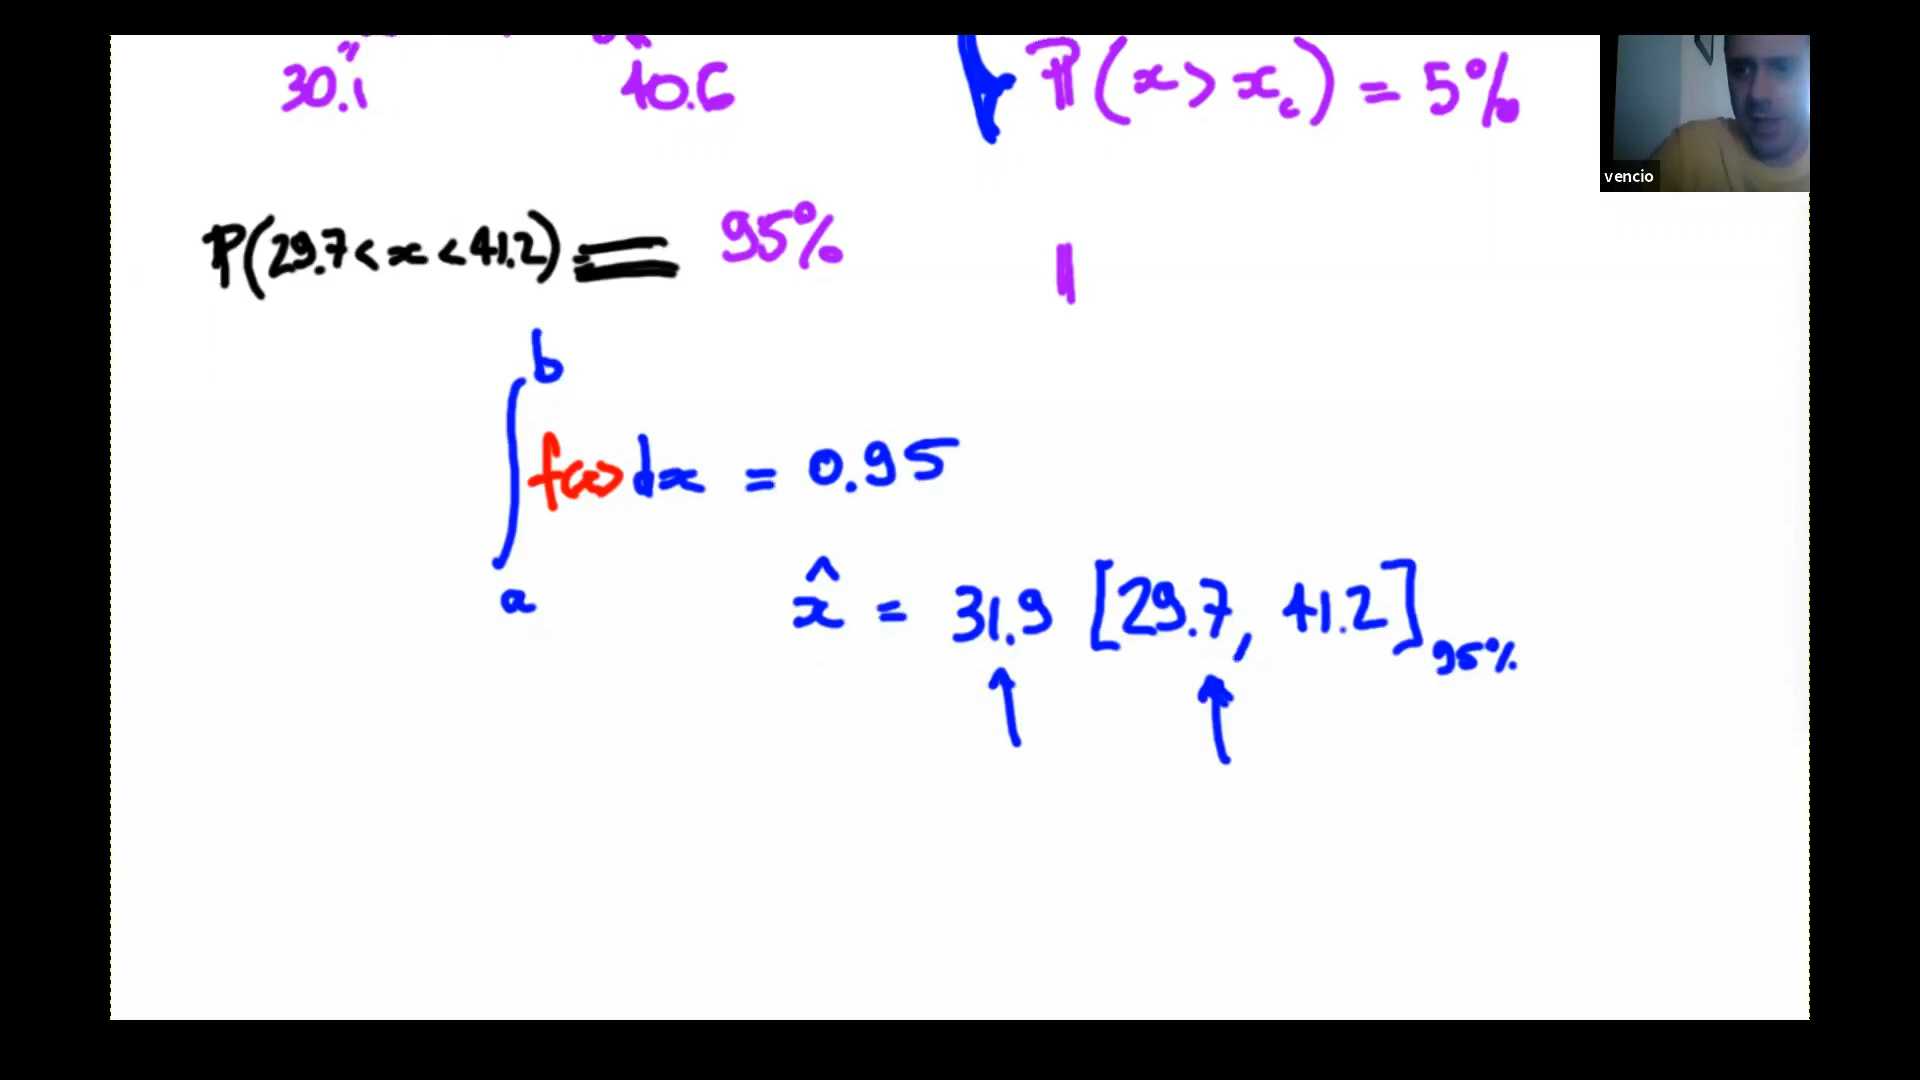 30.1 40.6 P(x > x_c) = 5%
vencio
P(29.7 < x < 41.2) = 95%
b
∫ f(x) dx = 0.95
a
x̂ = 31.9 [29.7, 41.2] 95%